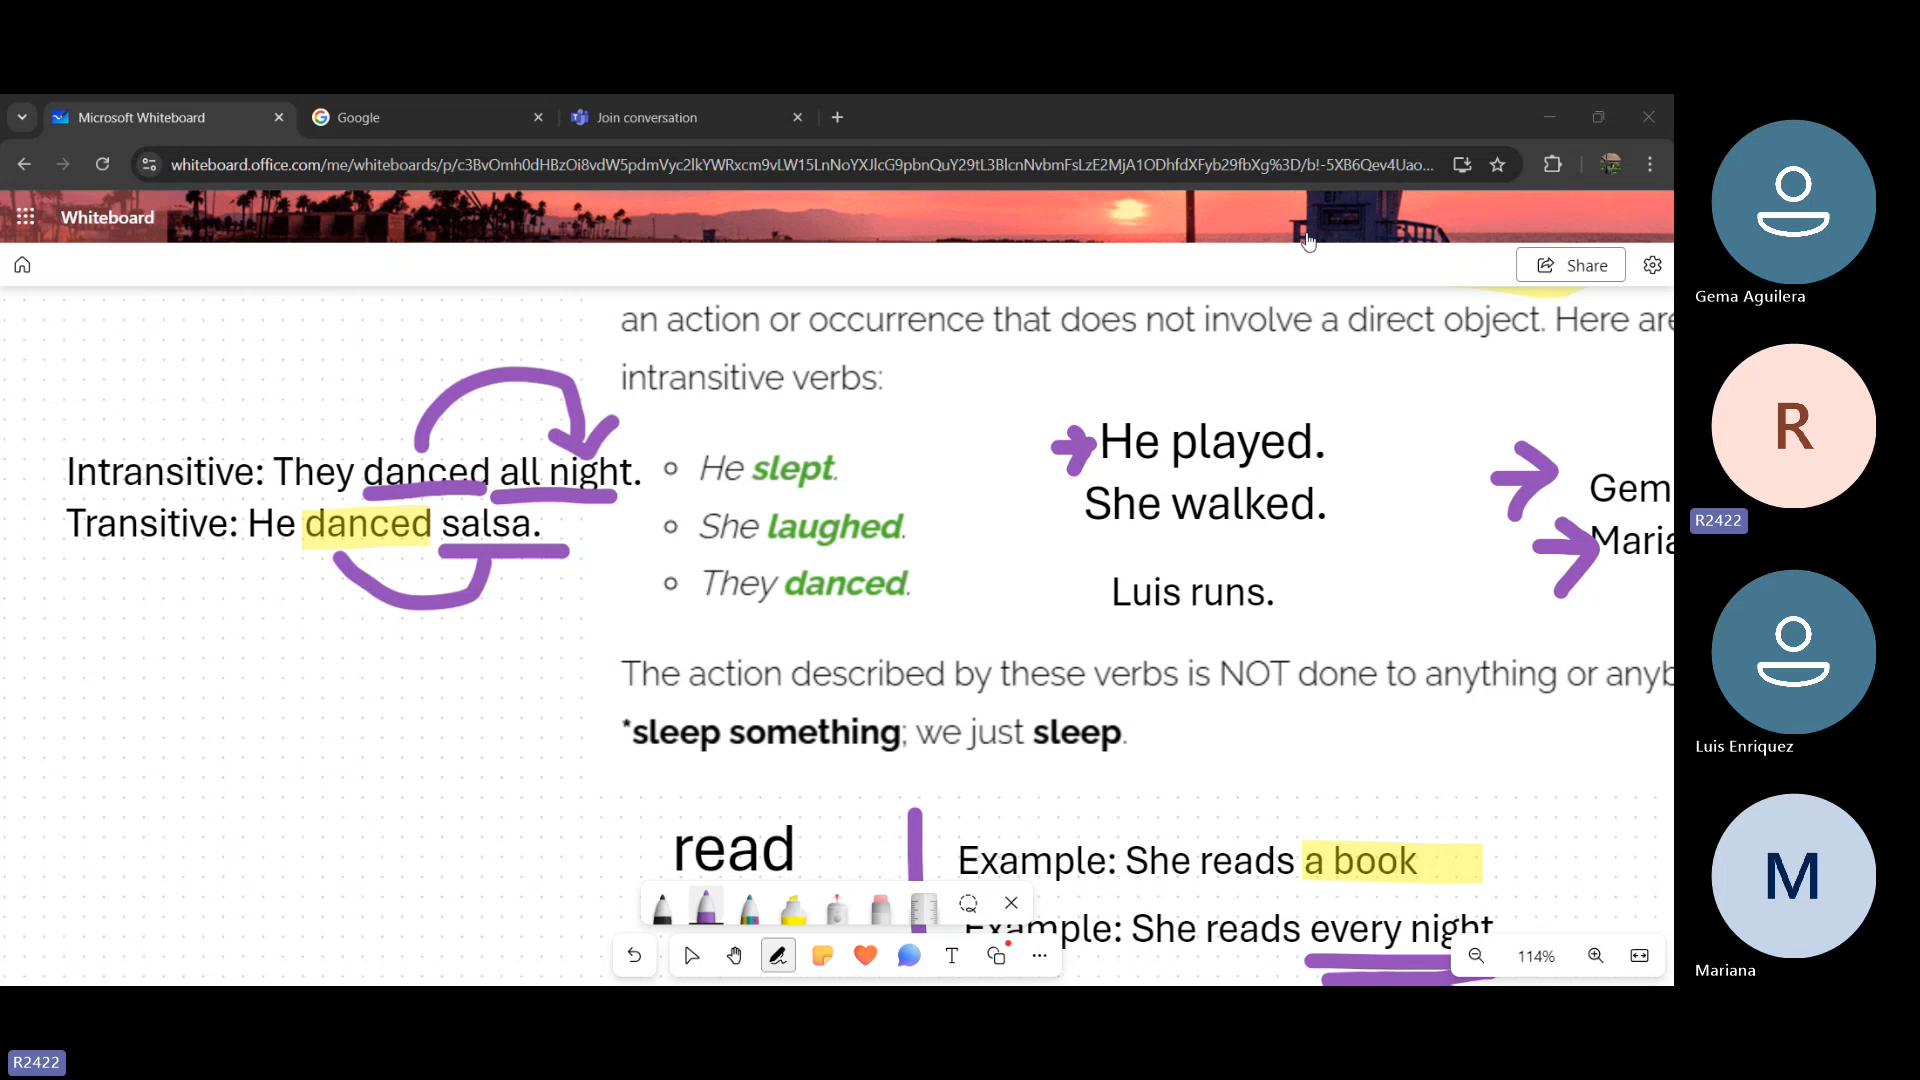 Microsoft Whiteboard
Google
Join conversation
whiteboard.office.com/me/whiteboards/p/c3BvOmh0dHBzOi8vdW5pdmVyc2lkYWRxcm9vLW15LnNoYXJlcG9pbnQuY29tL3BlcnNvbmFsLzE2MjA1ODhfdXFyb29fbXg%3D/b!-5XB6Qev4Uao...
Whiteboard
Share
an action or occurrence that does not involve a direct object. Here are
intransitive verbs:
Intransitive: They danced all night.
Transitive: He danced salsa.
He slept.
She laughed.
They danced.
He played.
She walked.
Luis runs.
Gem
Maria
The action described by these verbs is NOT done to anything or anyb
*sleep something; we just sleep.
read
Example: She reads a book
Example: She reads every night
114%
Gema Aguilera
R
R2422
Luis Enriquez
M
Mariana
R2422